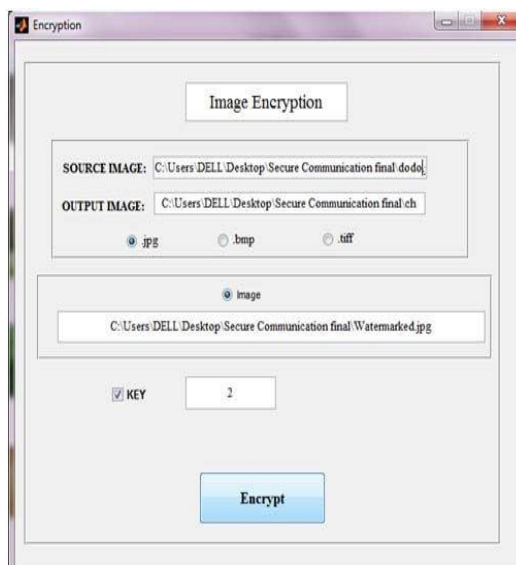 Encryption
Image Encryption
SOURCE IMAGE: C:\Users\DELL\Desktop\Secure Communication final\dodo
OUTPUT IMAGE: C:\Users\DELL\Desktop\Secure Communication final\ch
.jpg .bmp .tiff
Image
C:\Users\DELL\Desktop\Secure Communication final\Watermarked.jpg
KEY 2
Encrypt